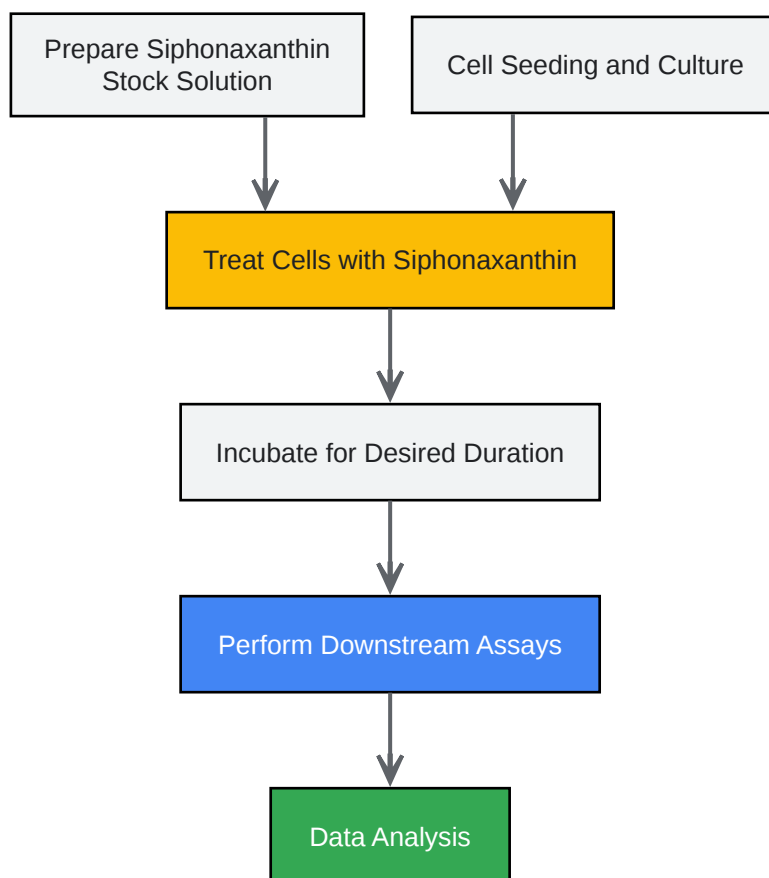 Prepare Siphonaxanthin
Stock Solution
Cell Seeding and Culture
Treat Cells with Siphonaxanthin
Incubate for Desired Duration
Perform Downstream Assays
Data Analysis